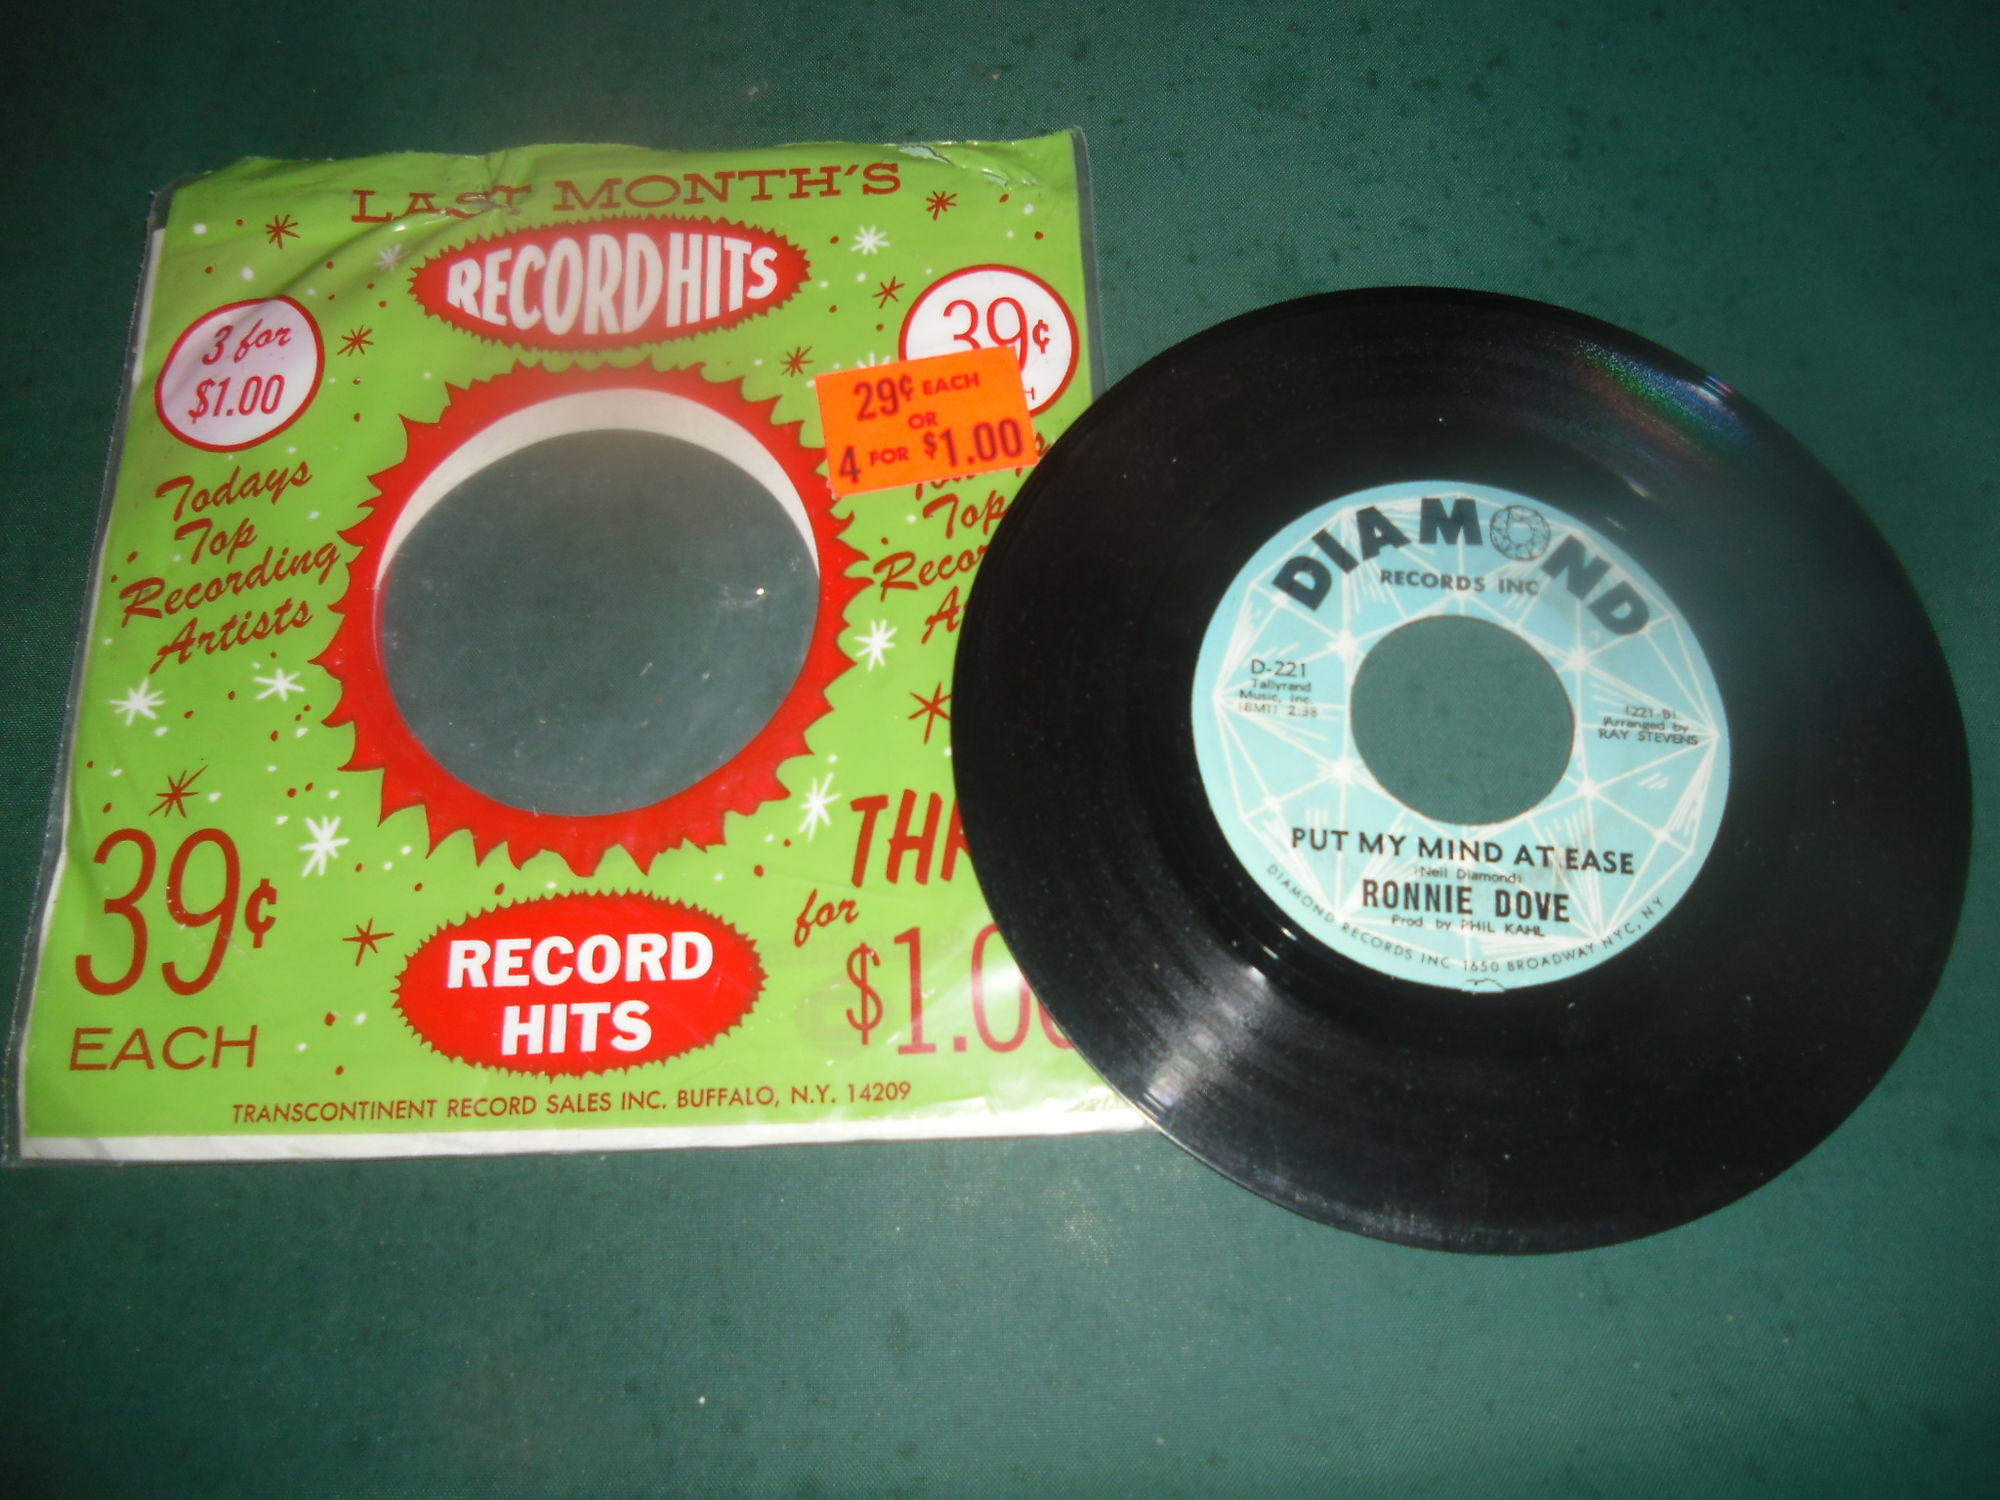 LAST MONTH'S
RECORD HITS
3 for
$1.00
39¢
29¢ EACH
OR
4 FOR $1.00
Todays
Top
Recording
Artists
Top
39¢
EACH
for
RECORD
HITS
TRANSCONTINENT RECORD SALES INC. BUFFALO, N.Y. 14209
DIAMOND
RECORDS INC
D-221
Tallyrand
Music, Inc.
(BMI) 2:38
(221-B)
Arranged by
RAY STEVENS
PUT MY MIND AT EASE
(Neil Diamond)
RONNIE DOVE
Prod. by PHIL KAHL
DIAMOND RECORDS INC 1650 BROADWAY NYC, NY